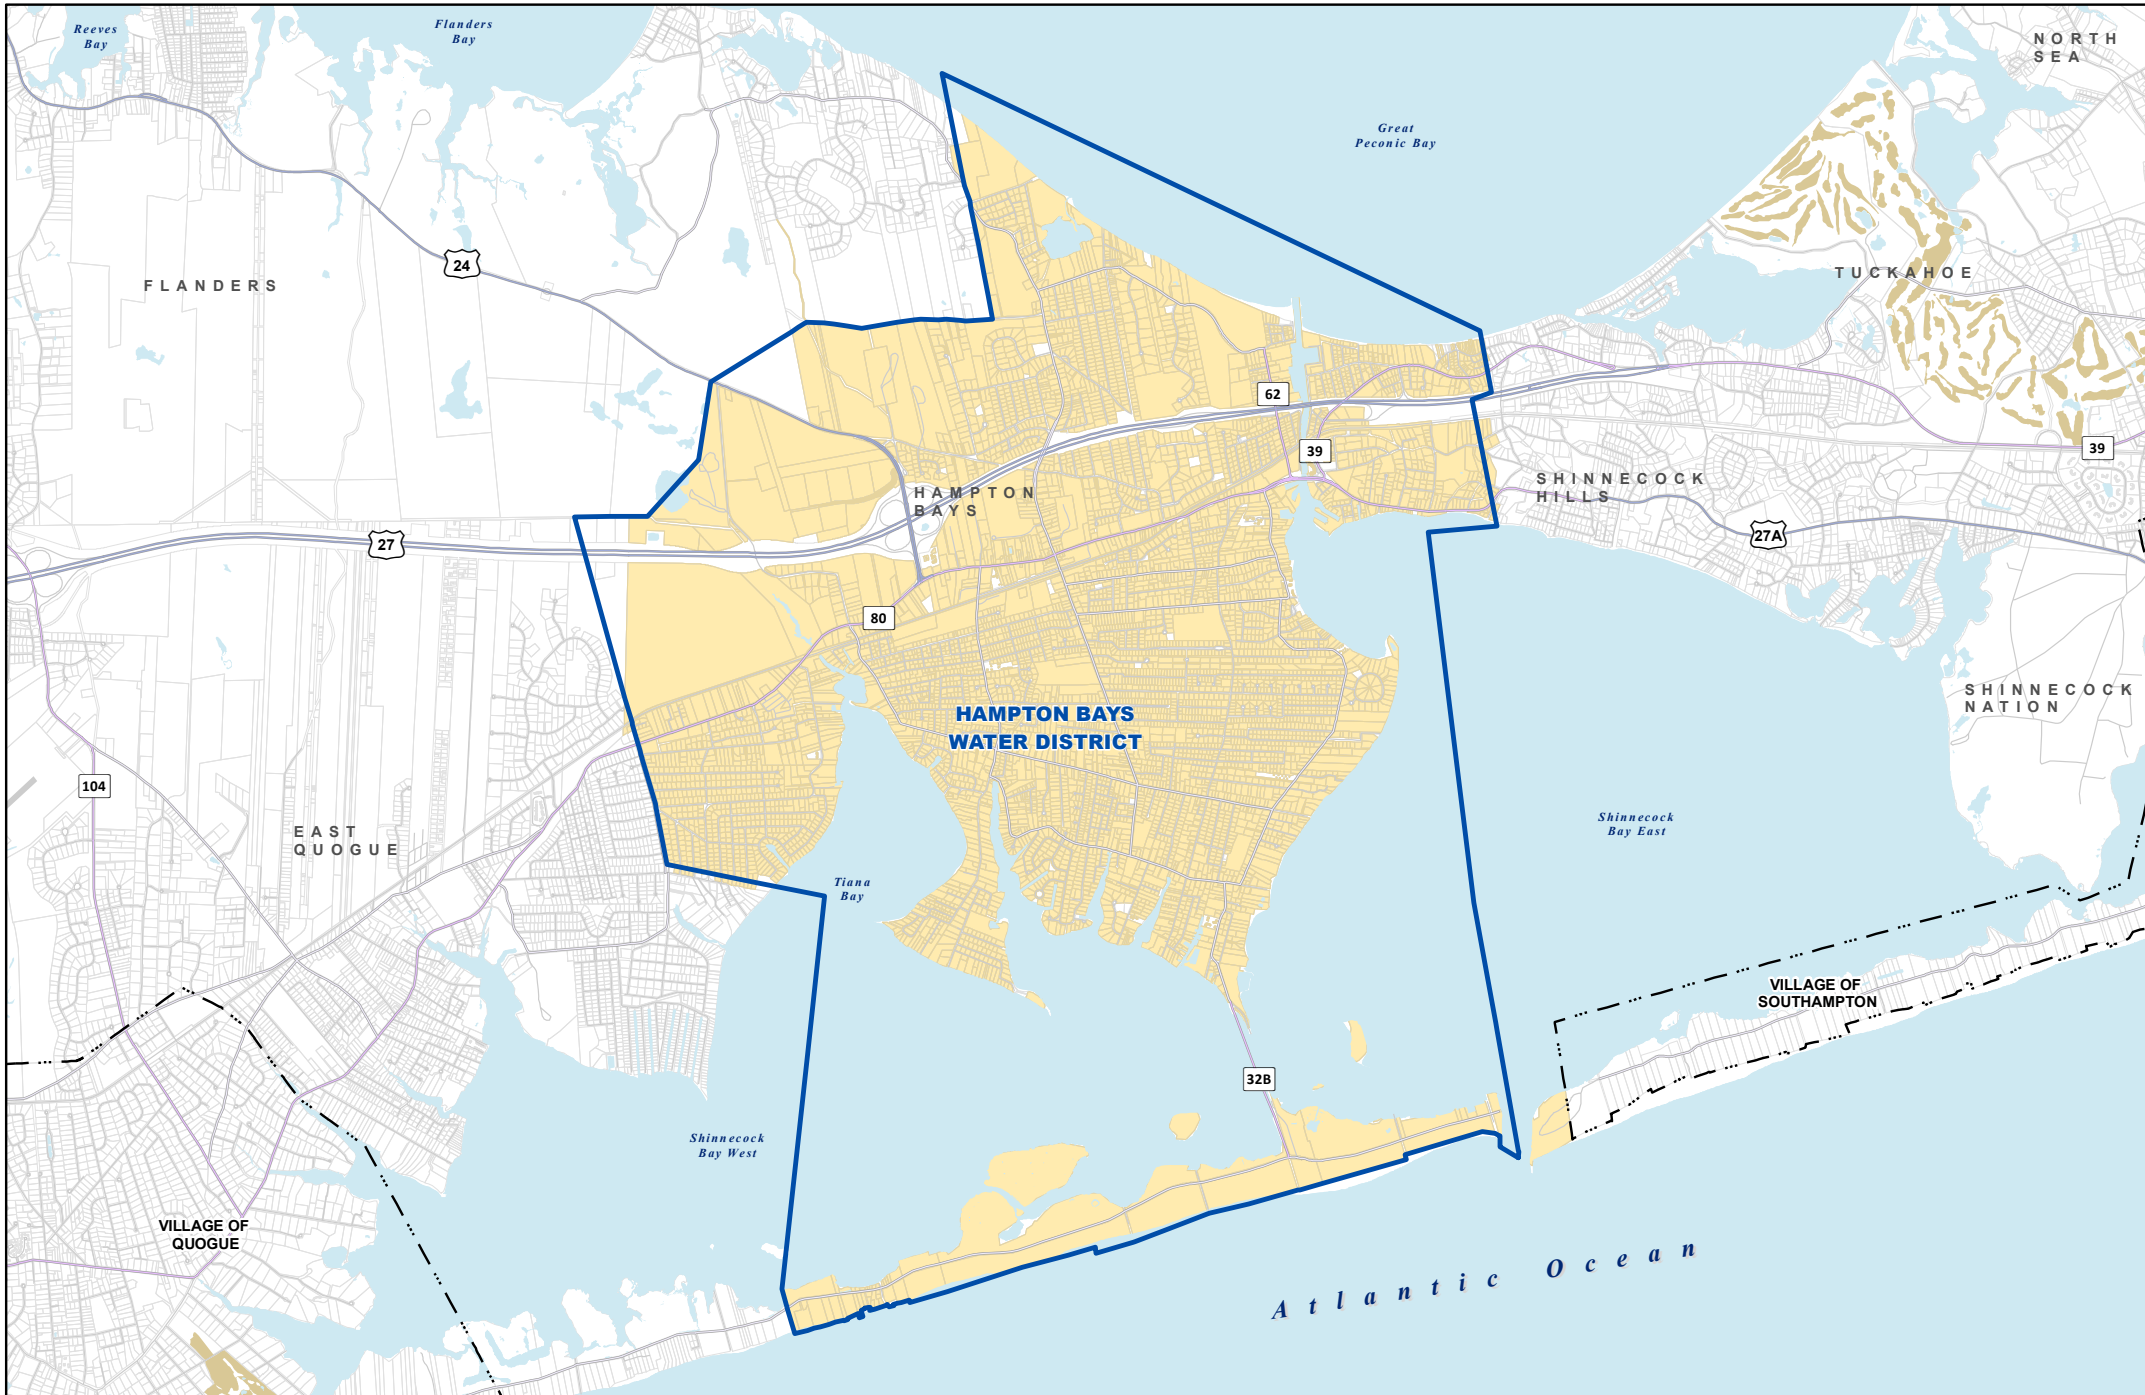 Reeves
Bay
Flanders
Bay
NORTH
SEA
Great
Peconic Bay
24
FLANDERS
TUCKAHOE
62
39
39
HAMPTON
BAYS
SHINNECOCK
HILLS
27
27A
80
SHINNECOCK
NATION
HAMPTON BAYS
WATER DISTRICT
104
EAST
QUOGUE
Shinnecock
Bay East
Tiana
Bay
VILLAGE OF
SOUTHAMPTON
32B
Shinnecock
Bay West
VILLAGE OF
QUOGUE
Atlantic Ocean